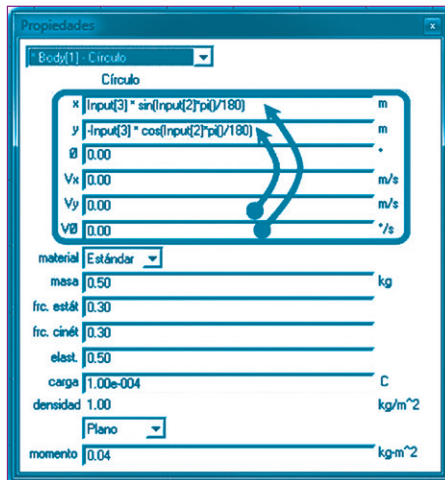 Propiedades x
* Body[1] - Círculo
Círculo
x Input[3] * sin(Input[2]*pi()/180) m
y -Input[3] * cos(Input[2]*pi()/180) m
Ø 0.00 °
Vx 0.00 m/s
Vy 0.00 m/s
VØ 0.00 °/s
material Estándar
masa 0.50 kg
frc. estát 0.30
frc. cinét 0.30
elast. 0.50
carga 1.00e-004 C
densidad 1.00 kg/m^2
Plano
momento 0.04 kg-m^2